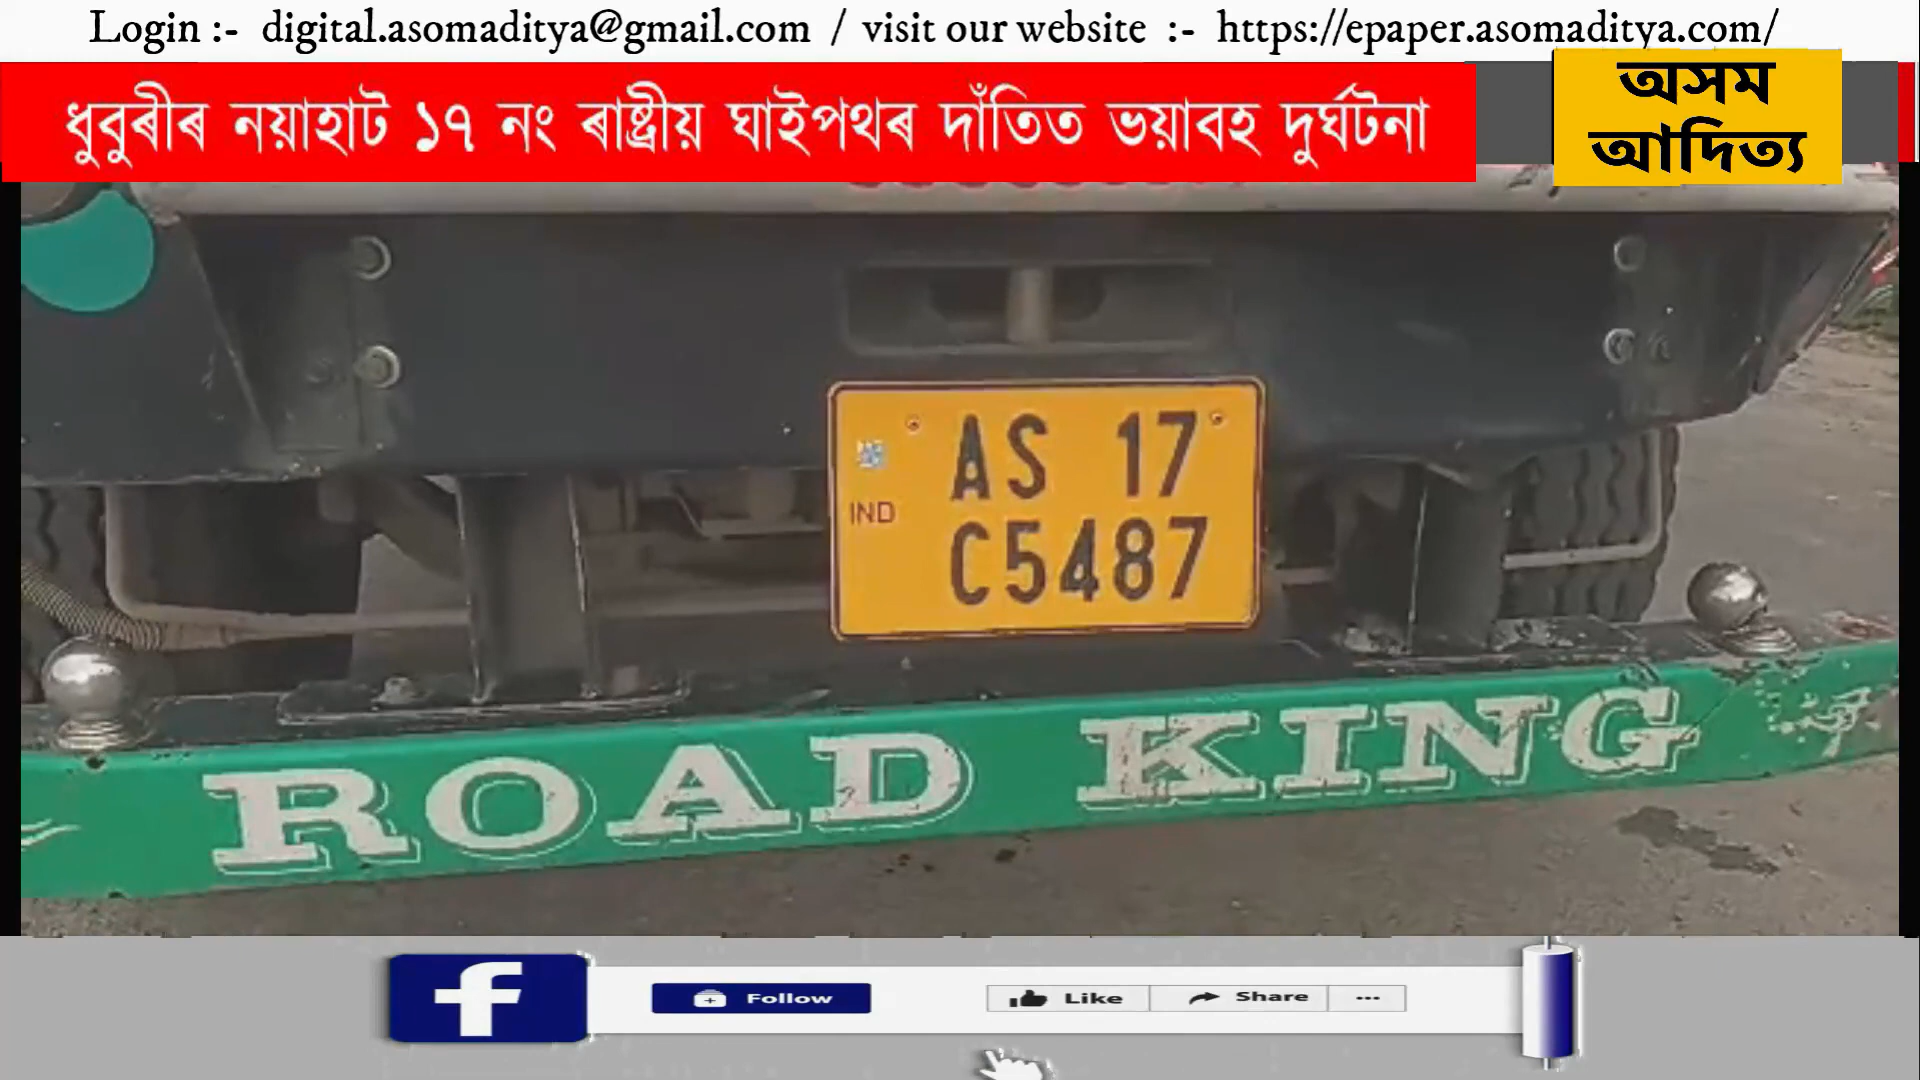 Login :- digital.asomaditya@gmail.com / visit our website :- https://epaper.asomaditya.com/
ধুবুৰীৰ নয়াহাট ১৭ নং ৰাষ্ট্ৰীয় ঘাইপথৰ দাঁতিত ভয়াবহ দুৰ্ঘটনা
অসম
আদিত্য
AS 17
IND
C5487
ROAD KING
f
Follow
Like
Share
...